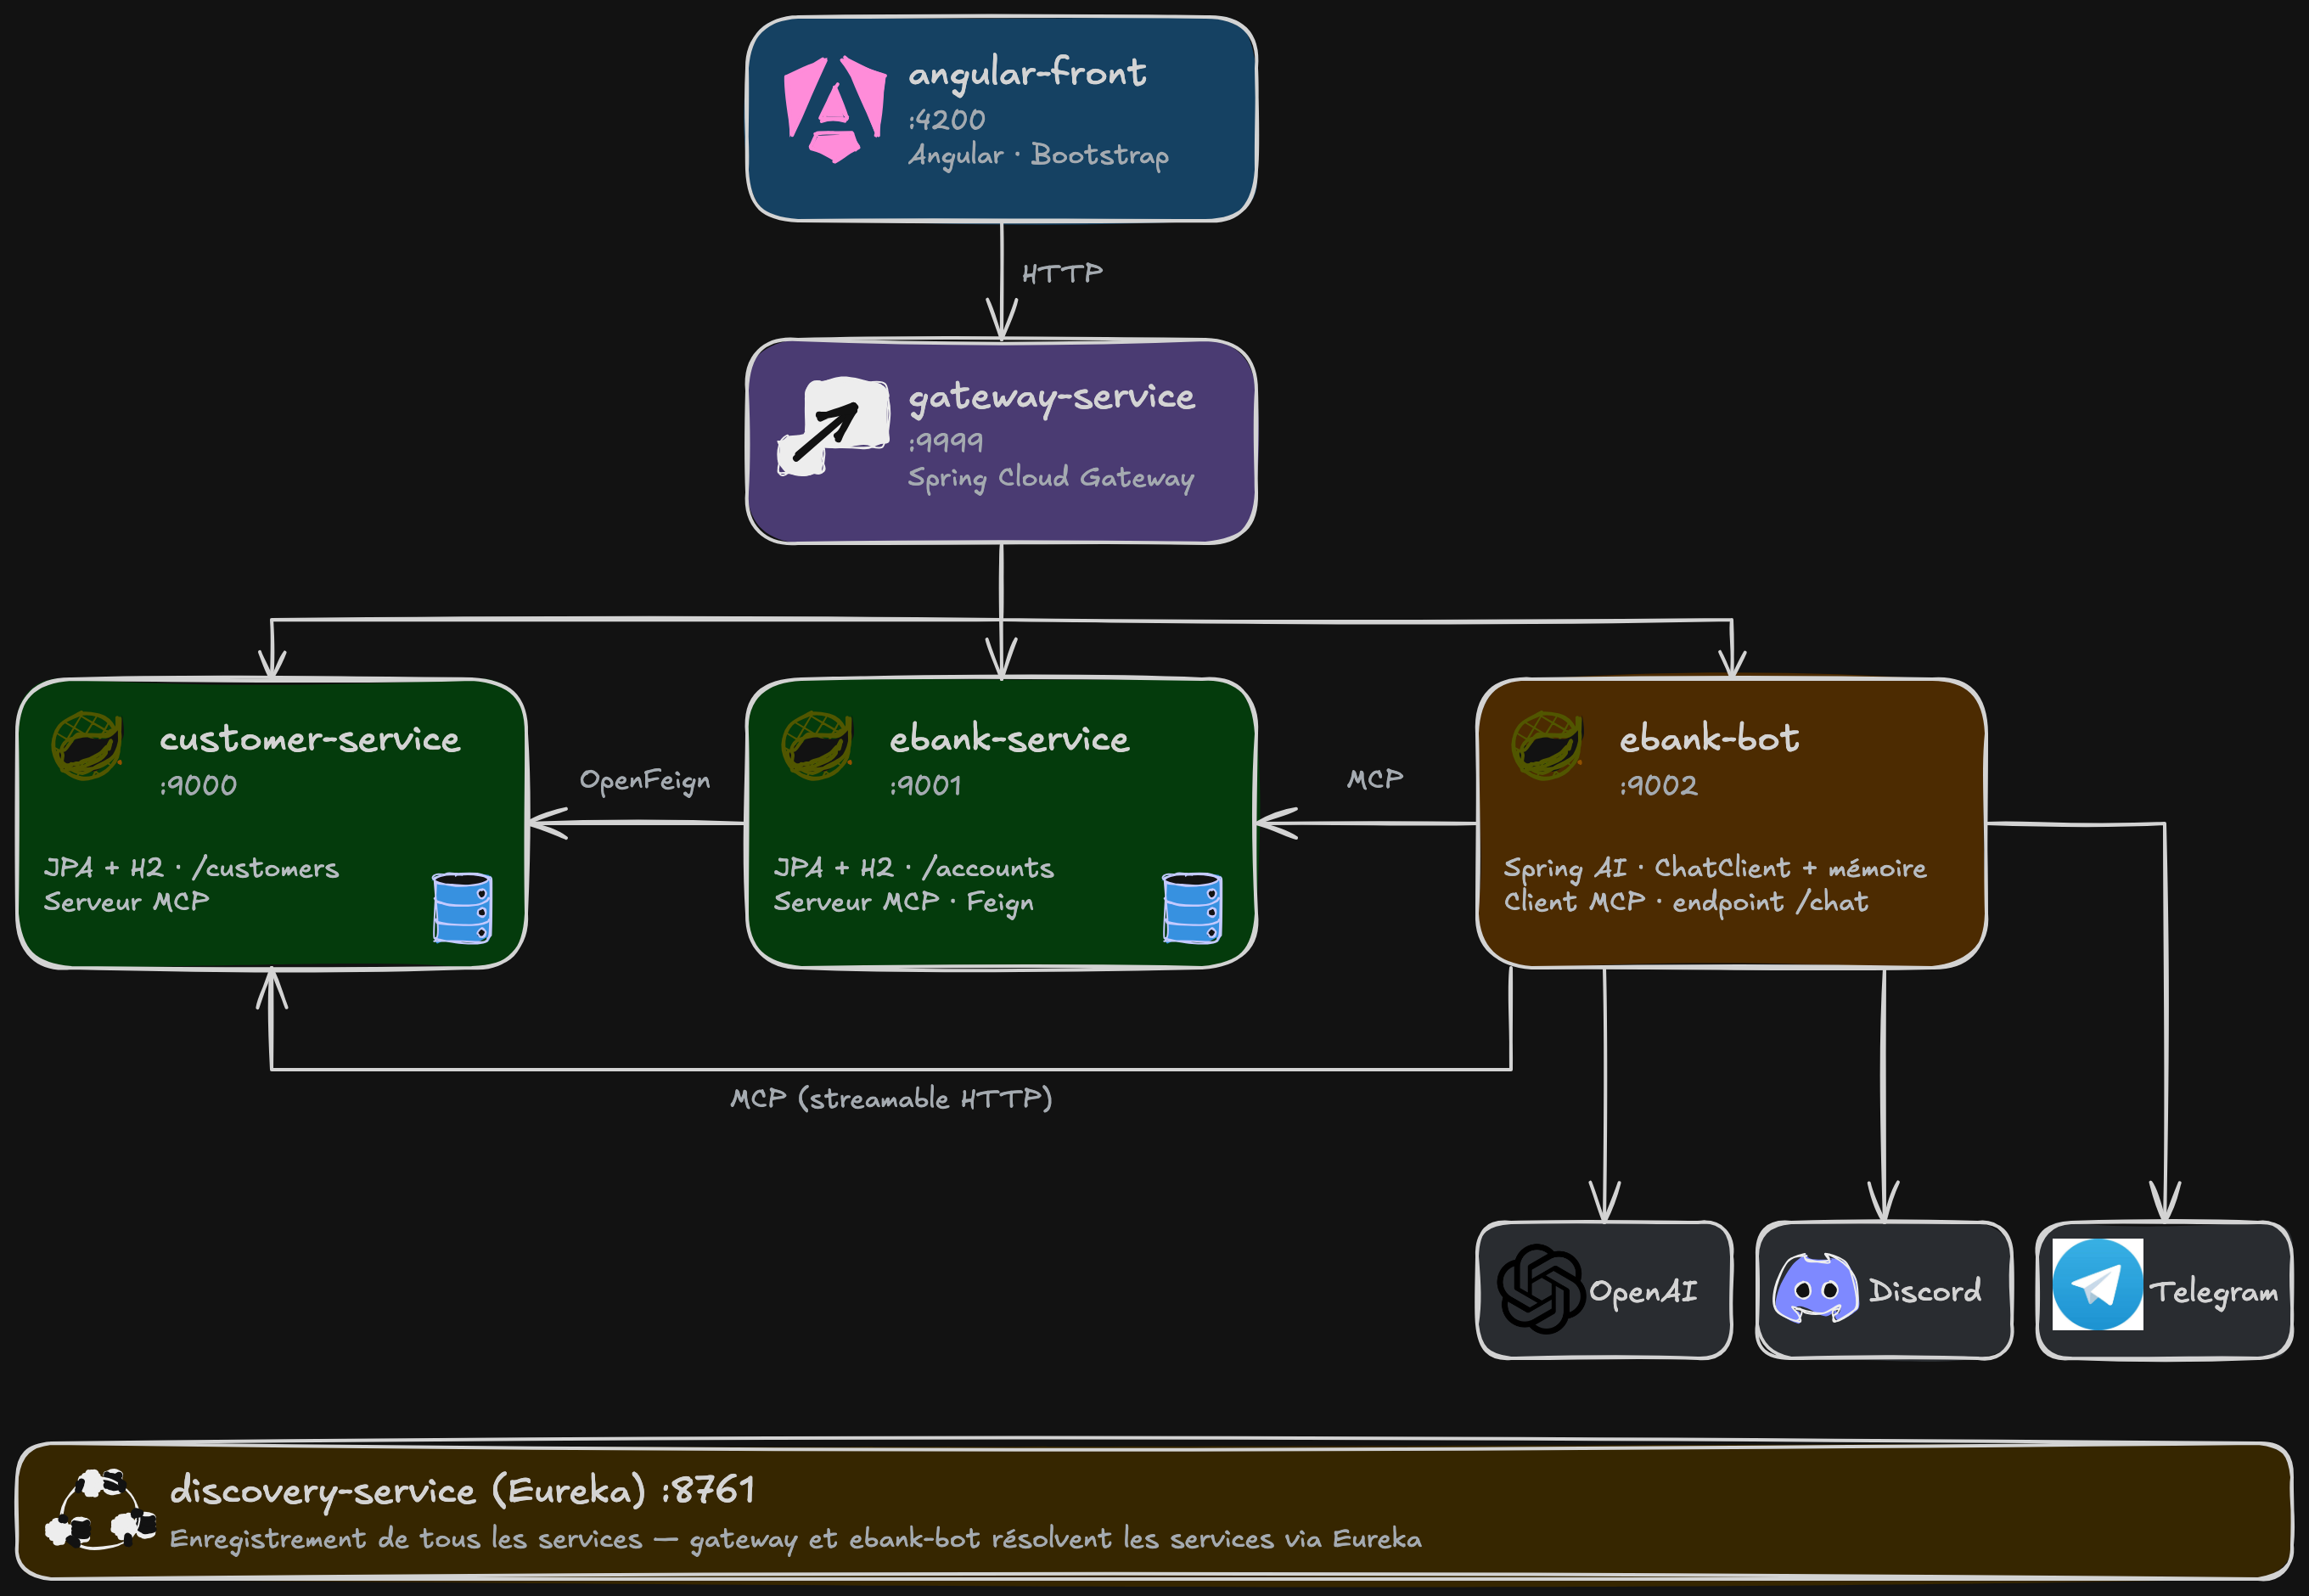 angular-front
:4200
Angular · Bootstrap
HTTP
gateway-service
:9999
Spring Cloud Gateway
customer-service
:9000
JPA + H2 · /customers
Serveur MCP
OpenFeign
ebank-service
:9001
JPA + H2 · /accounts
Serveur MCP · Feign
MCP
ebank-bot
:9002
Spring AI · ChatClient + mémoire
Client MCP · endpoint /chat
MCP (streamable HTTP)
OpenAI
Discord
Telegram
discovery-service (Eureka) :8761
Enregistrement de tous les services — gateway et ebank-bot résolvent les services via Eureka